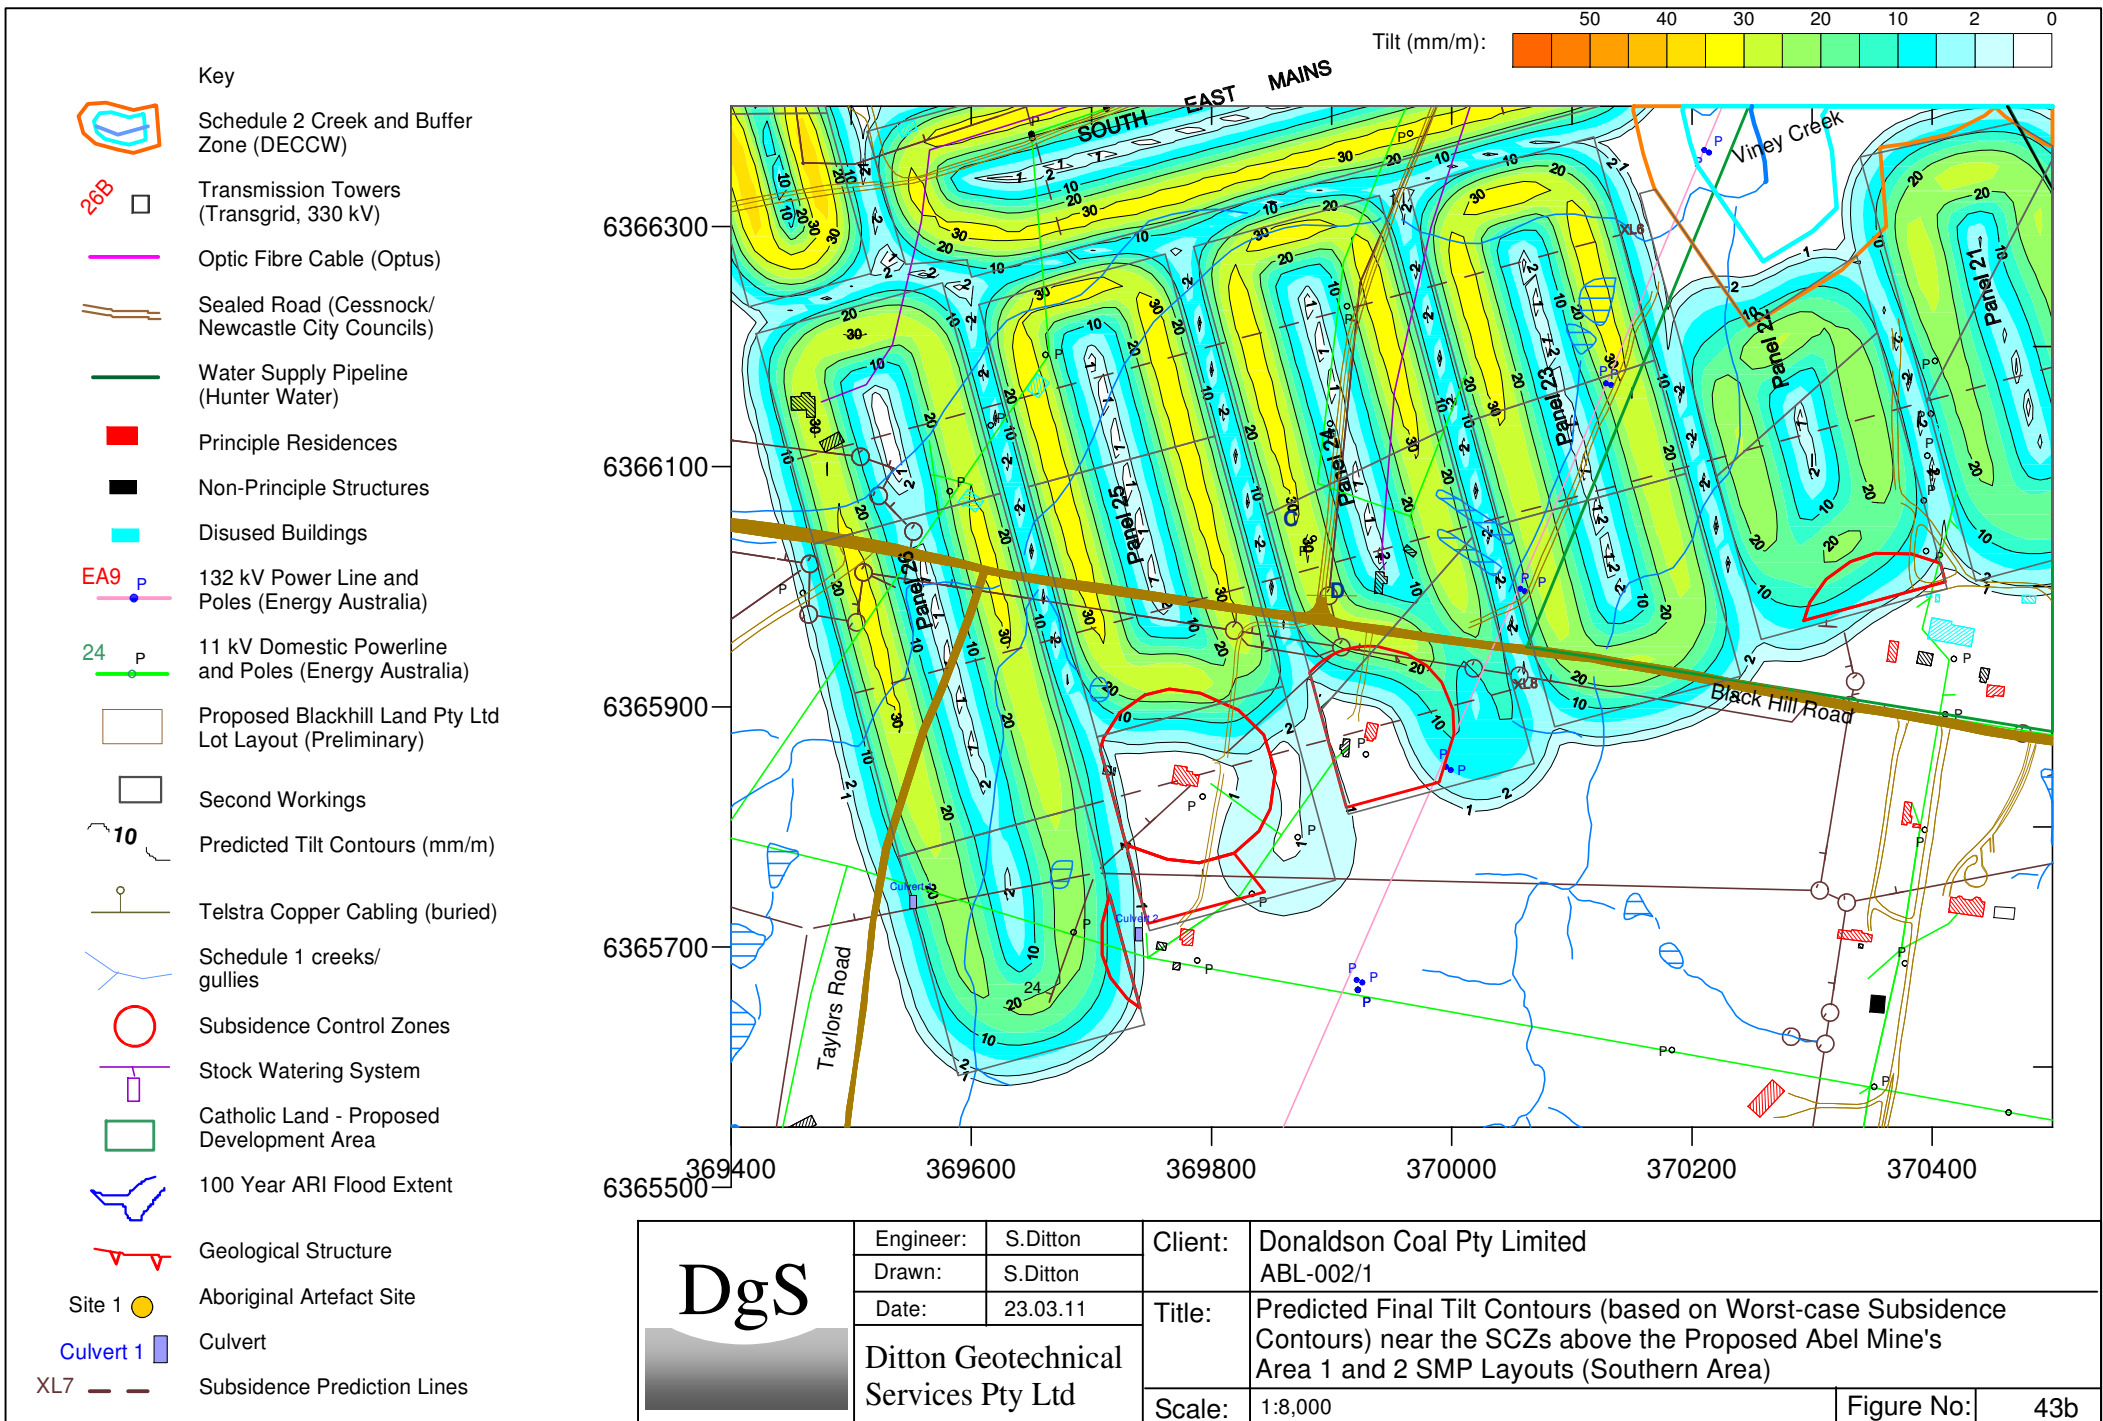 Tilt (mm/m):
50 40 30 20 10 2 0
Key
Schedule 2 Creek and Buffer
Zone (DECCW)
26B
Transmission Towers
(Transgrid, 330 kV)
Optic Fibre Cable (Optus)
Sealed Road (Cessnock/
Newcastle City Councils)
Water Supply Pipeline
(Hunter Water)
Principle Residences
Non-Principle Structures
Disused Buildings
EA9
P
132 kV Power Line and
Poles (Energy Australia)
24
P
11 kV Domestic Powerline
and Poles (Energy Australia)
Proposed Blackhill Land Pty Ltd
Lot Layout (Preliminary)
Second Workings
10
Predicted Tilt Contours (mm/m)
Telstra Copper Cabling (buried)
Schedule 1 creeks/
gullies
Subsidence Control Zones
Stock Watering System
Catholic Land - Proposed
Development Area
100 Year ARI Flood Extent
Geological Structure
Site 1
Aboriginal Artefact Site
Culvert 1
Culvert
XL7
Subsidence Prediction Lines
SOUTH EAST MAINS
Viney Creek
XL6
Panel 21
Panel 22
Panel 23
Panel 24
Panel 25
Panel 26
C
D
XL8
Black Hill Road
Taylors Road
Culvert 1
Culvert 2
24
6366300
6366100
6365900
6365700
6365500
369400 369600 369800 370000 370200 370400
DgS
Engineer: S.Ditton
Drawn: S.Ditton
Date: 23.03.11
Ditton Geotechnical
Services Pty Ltd
Client: Donaldson Coal Pty Limited
ABL-002/1
Title: Predicted Final Tilt Contours (based on Worst-case Subsidence
Contours) near the SCZs above the Proposed Abel Mine's
Area 1 and 2 SMP Layouts (Southern Area)
Scale: 1:8,000
Figure No: 43b